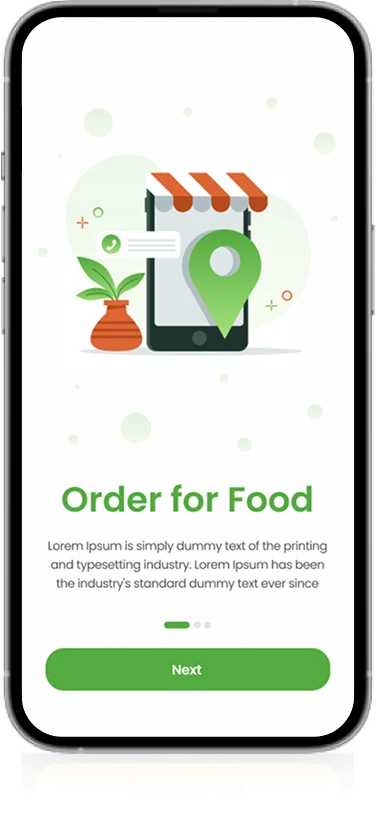 Order for Food
Lorem Ipsum is simply dummy text of the printing
and typesetting industry. Lorem Ipsum has been
the industry's standard dummy text ever since
Next